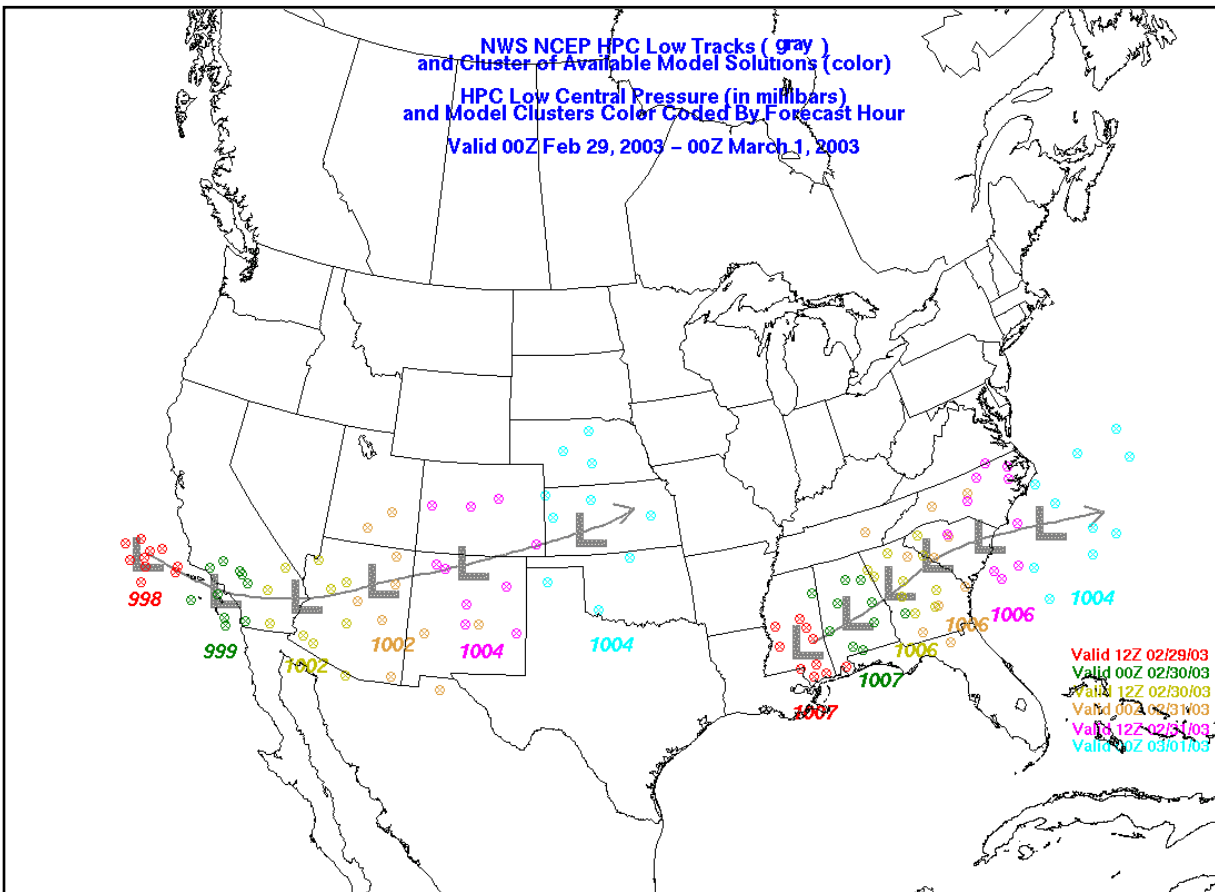 NWS NCEP HPC Low Tracks ( gray )
and Cluster of Available Model Solutions (color)
HPC Low Central Pressure (in millibars)
and Model Clusters Color Coded By Forecast Hour
Valid 00Z Feb 29, 2003 – 00Z March 1, 2003
L L L L L L
L L L L L L
998
999
1002
1002
1004
1004
1007
1007
1006
1006
1006
1004
Valid 12Z 02/29/03
Valid 00Z 02/30/03
Valid 12Z 02/30/03
Valid 00Z 02/31/03
Valid 12Z 02/31/03
Valid 00Z 03/01/03